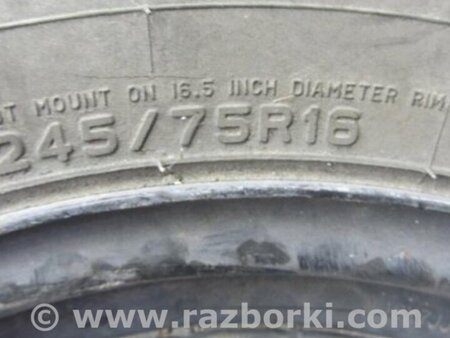 MOUNT ON 16.5 INCH DIAMETER RIM
245/75R16
© www.razborki.com